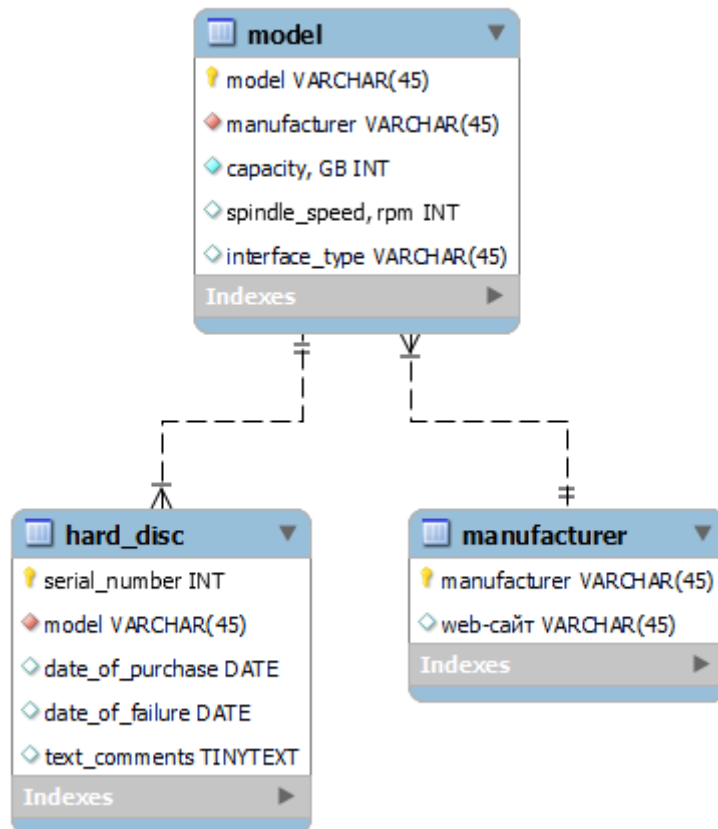 model
model VARCHAR(45)
manufacturer VARCHAR(45)
capacity, GB INT
spindle_speed, rpm INT
interface_type VARCHAR(45)
Indexes
hard_disc
serial_number INT
model VARCHAR(45)
date_of_purchase DATE
date_of_failure DATE
text_comments TINYTEXT
Indexes
manufacturer
manufacturer VARCHAR(45)
web-сайт VARCHAR(45)
Indexes